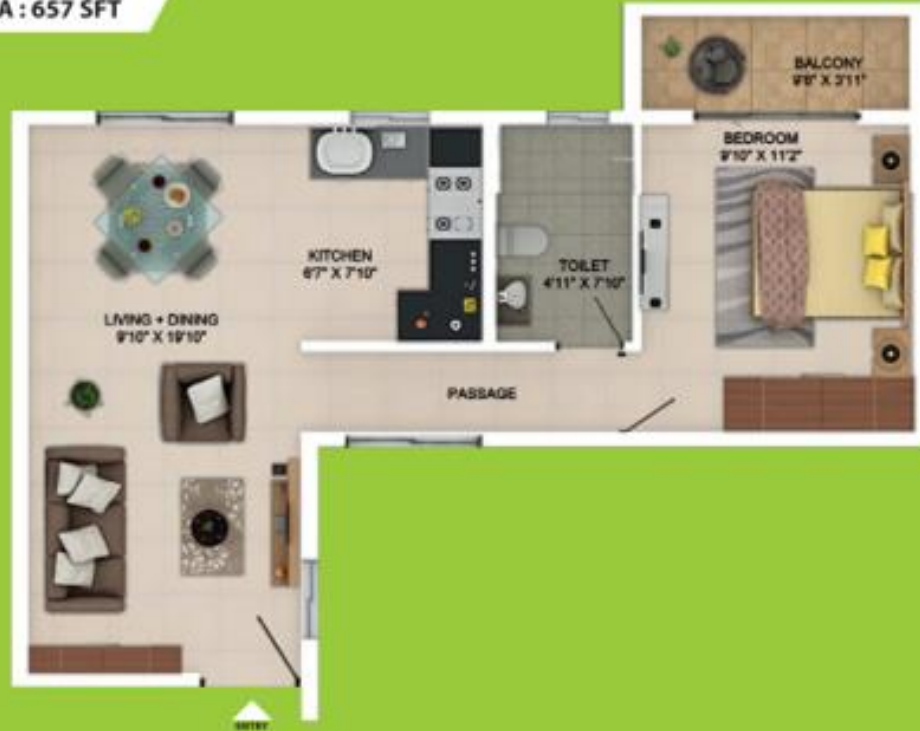 A : 657 SFT
BALCONY
9'8" X 3'11"
BEDROOM
9'10" X 11'2"
KITCHEN
6'7" X 7'10"
TOILET
4'11" X 7'10"
LIVING + DINING
9'10" X 19'10"
PASSAGE
ENTRY